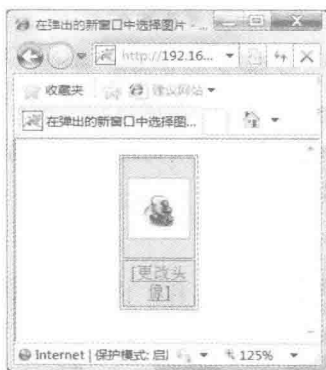 在弹出的新窗口中选择图片 - ...
http://192.16...
收藏夹 建议网站
在弹出的新窗口中选择图...
[更改头
像]
Internet | 保护模式: 启
125%